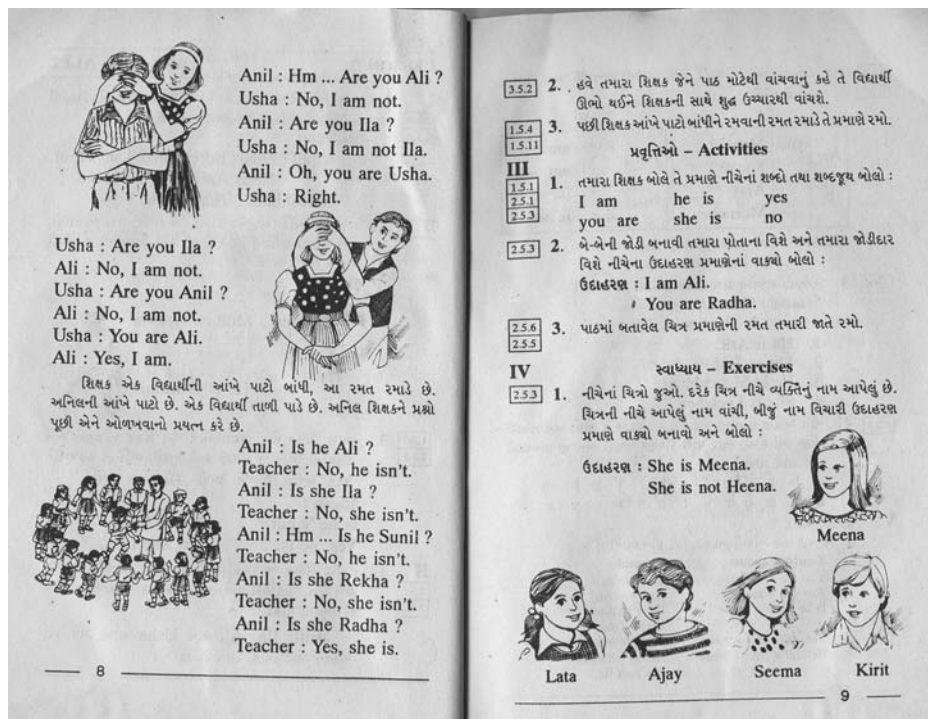 Anil : Hm ... Are you Ali ?
Usha : No, I am not.
Anil : Are you Ila ?
Usha : No, I am not Ila.
Anil : Oh, you are Usha.
Usha : Right.
Usha : Are you Ila ?
Ali : No, I am not.
Usha : Are you Anil ?
Ali : No, I am not.
Usha : You are Ali.
Ali : Yes, I am.
શિક્ષક એક વિદ્યાર્થીની આંખે પાટો બાંધી, આ રમત રમાડે છે.
અનિલની આંખે પાટો છે. એક વિદ્યાર્થી તાળી પાડે છે. અનિલ શિક્ષકને પ્રશ્નો
પૂછી એને ઓળખવાનો પ્રયત્ન કરે છે.
Anil : Is he Ali ?
Teacher : No, he isn't.
Anil : Is she Ila ?
Teacher : No, she isn't.
Anil : Hm ... Is he Sunil ?
Teacher : No, he isn't.
Anil : Is she Rekha ?
Teacher : No, she isn't.
Anil : Is she Radha ?
Teacher : Yes, she is.
8
3.5.2 2. હવે તમારા શિક્ષક જેને પાઠ મોટેથી વાંચવાનું કહે તે વિદ્યાર્થી
ઊભો થઈને શિક્ષકની સાથે શુદ્ધ ઉચ્ચારથી વાંચશે.
1.5.4 3. પછી શિક્ષક આંખે પાટો બાંધીને રમવાની રમત રમાડે તે પ્રમાણે રમો.
1.5.11
પ્રવૃત્તિઓ – Activities
III
1.5.1 1. તમારા શિક્ષક બોલે તે પ્રમાણે નીચેનાં શબ્દો તથા શબ્દજૂથ બોલો :
2.5.1 I am he is yes
2.5.3 you are she is no
2.5.3 2. બે-બેની જોડી બનાવી તમારા પોતાના વિશે અને તમારા જોડીદાર
વિશે નીચેના ઉદાહરણ પ્રમાણેનાં વાક્યો બોલો :
ઉદાહરણ : I am Ali.
You are Radha.
2.5.6 3. પાઠમાં બતાવેલ ચિત્ર પ્રમાણેની રમત તમારી જાતે રમો.
2.5.5
IV સ્વાધ્યાય – Exercises
2.5.3 1. નીચેનાં ચિત્રો જુઓ. દરેક ચિત્ર નીચે વ્યક્તિનું નામ આપેલું છે.
ચિત્રની નીચે આપેલું નામ વાંચી, બીજું નામ વિચારી ઉદાહરણ
પ્રમાણે વાક્યો બનાવો અને બોલો :
ઉદાહરણ : She is Meena.
She is not Heena.
Meena
Lata Ajay Seema Kirit
9